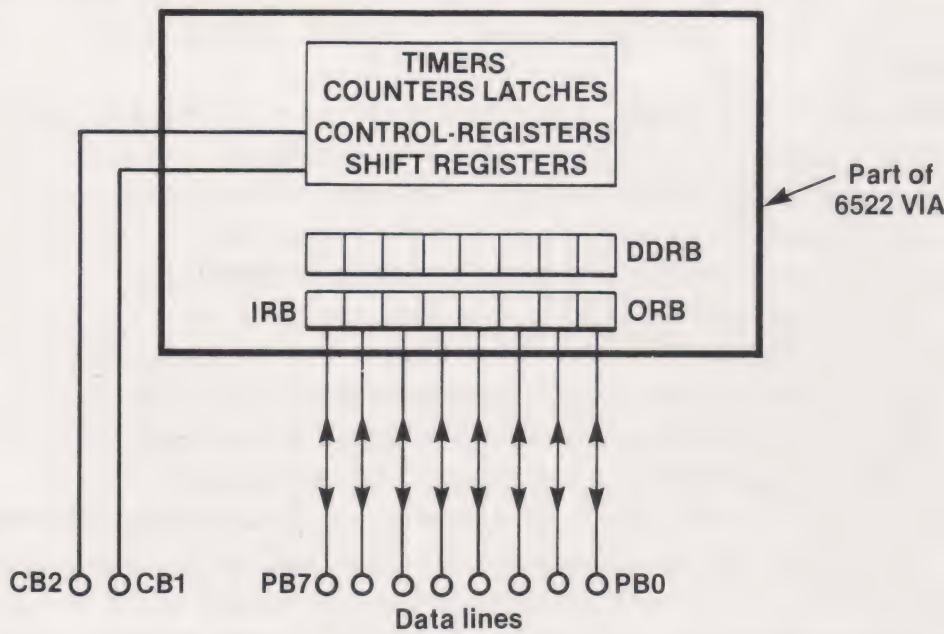 TIMERS
COUNTERS LATCHES
CONTROL-REGISTERS
SHIFT REGISTERS
Part of
6522 VIA
DDRB
IRB
ORB
CB2
CB1
PB7
PB0
Data lines